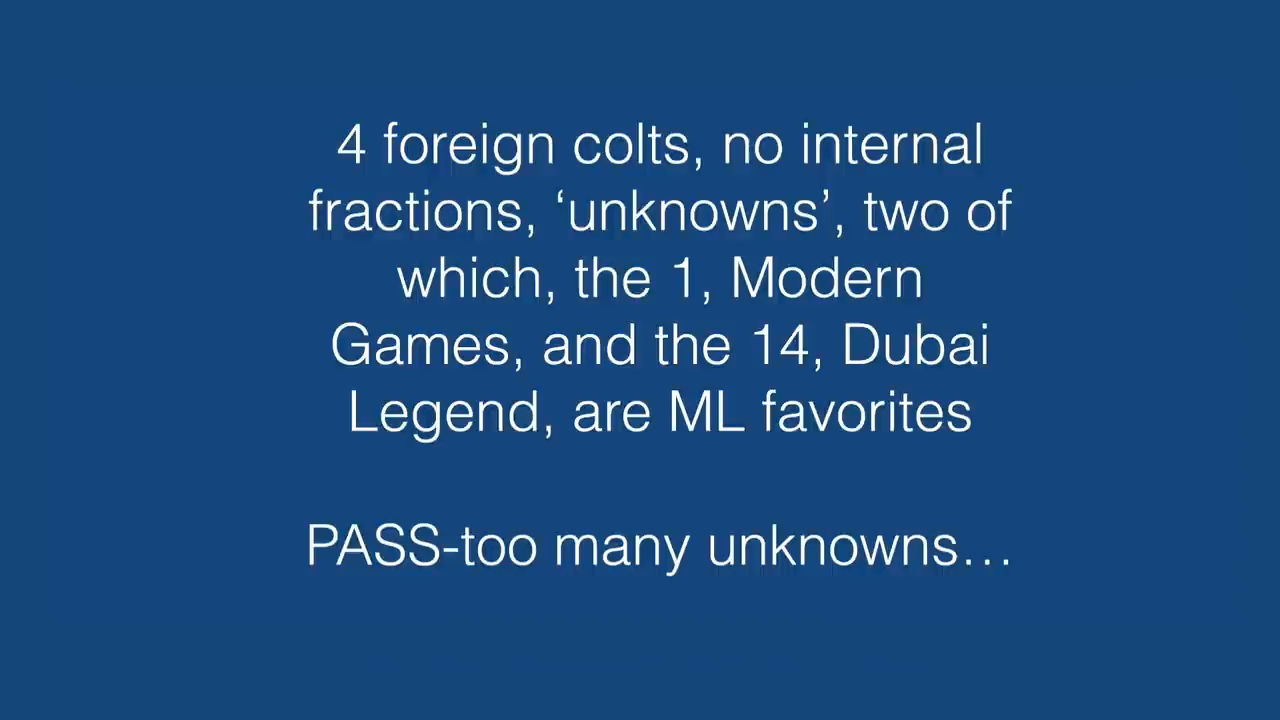 4 foreign colts, no internal
fractions, ‘unknowns’, two of
which, the 1, Modern
Games, and the 14, Dubai
Legend, are ML favorites
PASS-too many unknowns…